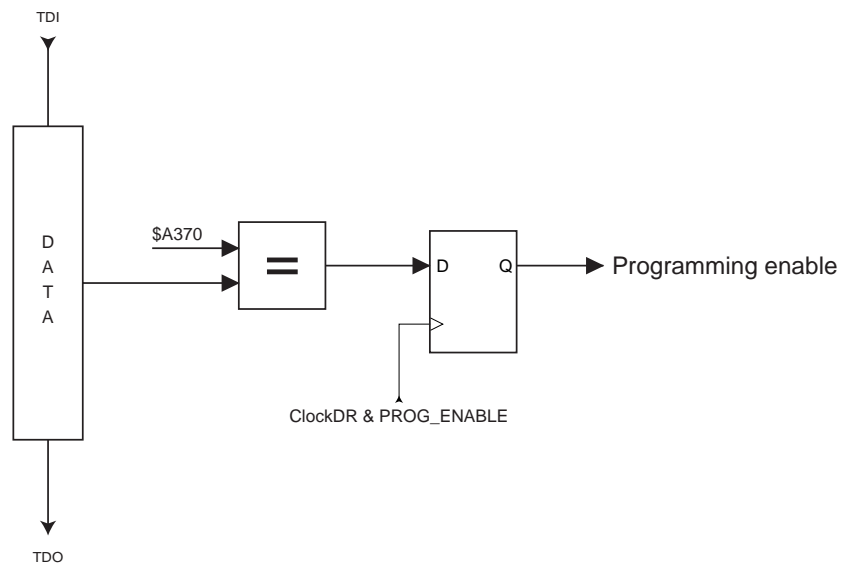 TDI
D
A
T
A
$A370
=
D
Q
Programming enable
ClockDR & PROG_ENABLE
TDO